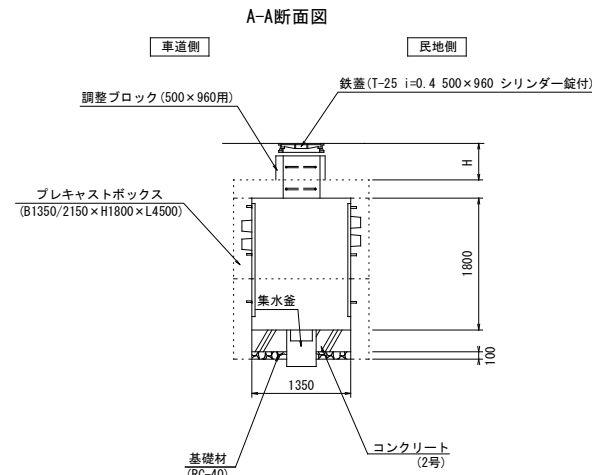 A-A断面図
車道側
民地側
鉄蓋(T-25 i=0.4 500×960 シリンダー錠付)
調整ブロック(500×960用)
H
プレキャストボックス
(B1350/2150×H1800×L4500)
1800
集水釜
100
1350
基礎材
(RC-40)
コンクリート
(2号)